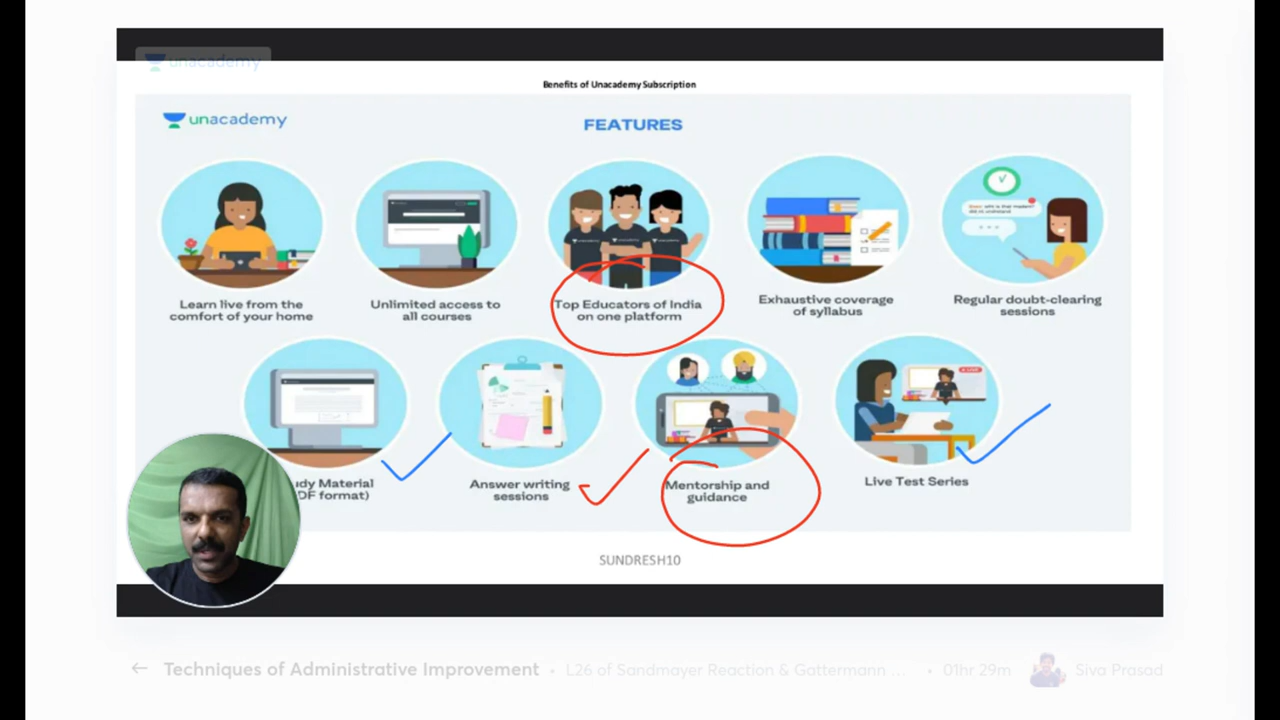 unacademy
Benefits of Unacademy Subscription
unacademy
FEATURES
Learn live from the
comfort of your home
Unlimited access to
all courses
Top Educators of India
on one platform
Exhaustive coverage
of syllabus
Regular doubt-clearing
sessions
udy Material
DF format)
Answer writing
sessions
Mentorship and
guidance
Live Test Series
SUNDRESH10
Techniques of Administrative Improvement • L26 of Sandmayer Reaction & Gattermann ... • 01hr 29m Siva Prasad